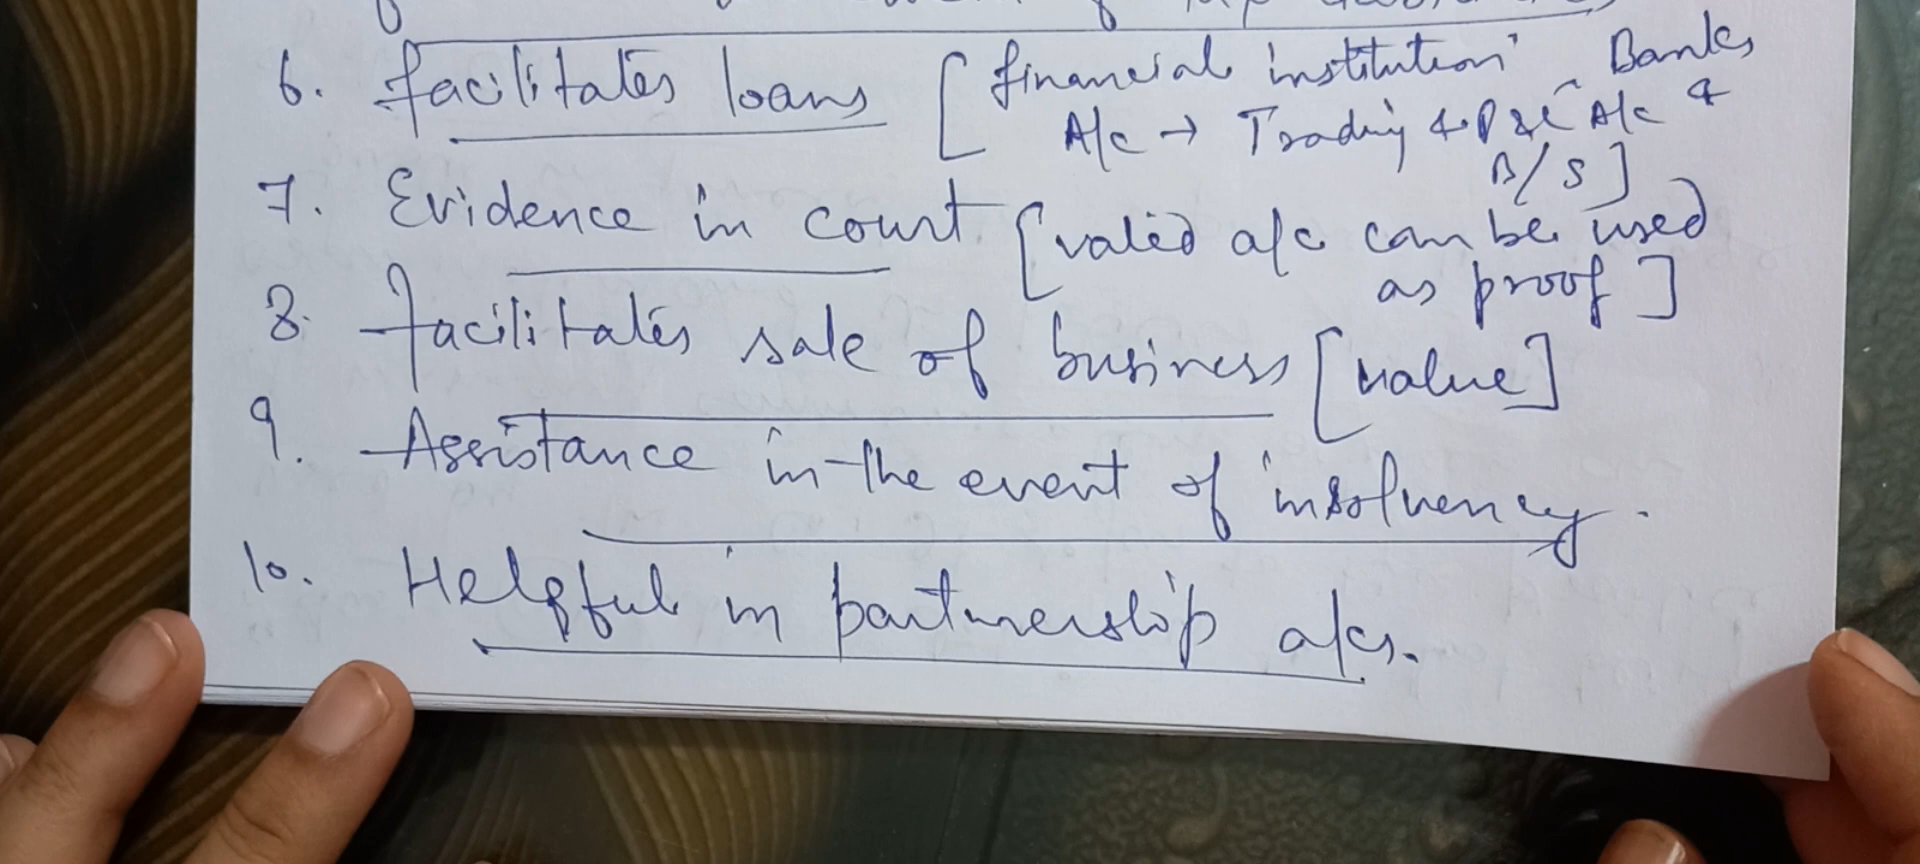 6. facilitates loans [financial institution Banks
A/c → Trading & P & L A/c &
B/S]
7. Evidence in court [valid a/c can be used
as proof]
8. facilitates sale of business [value]
9. Assistance in the event of insolvency.
10. Helpful in partnership a/cs.